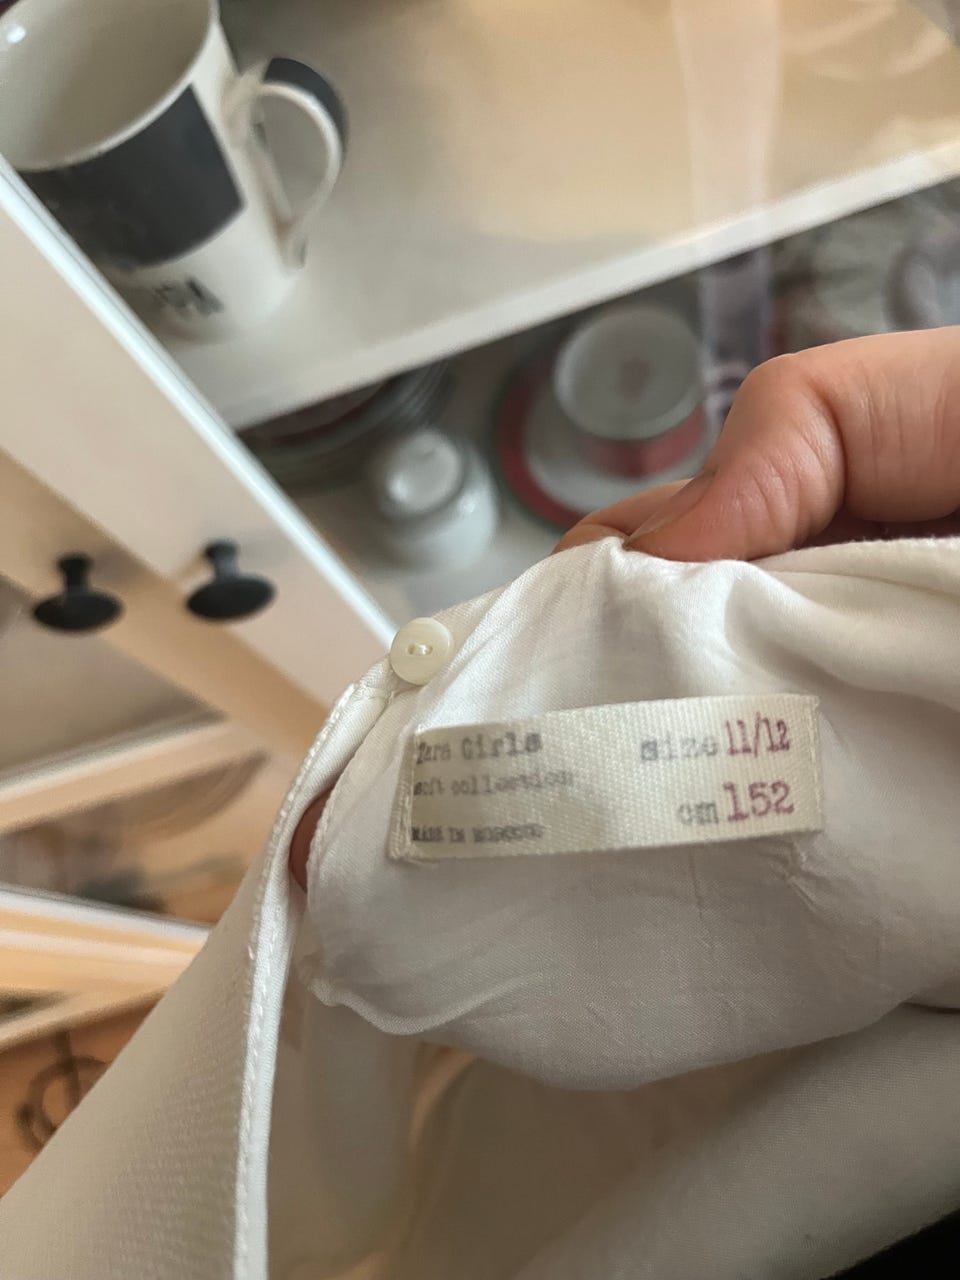 Zara Girls
soft collection
MADE IN MOROCCO
size 11/12
cm 152